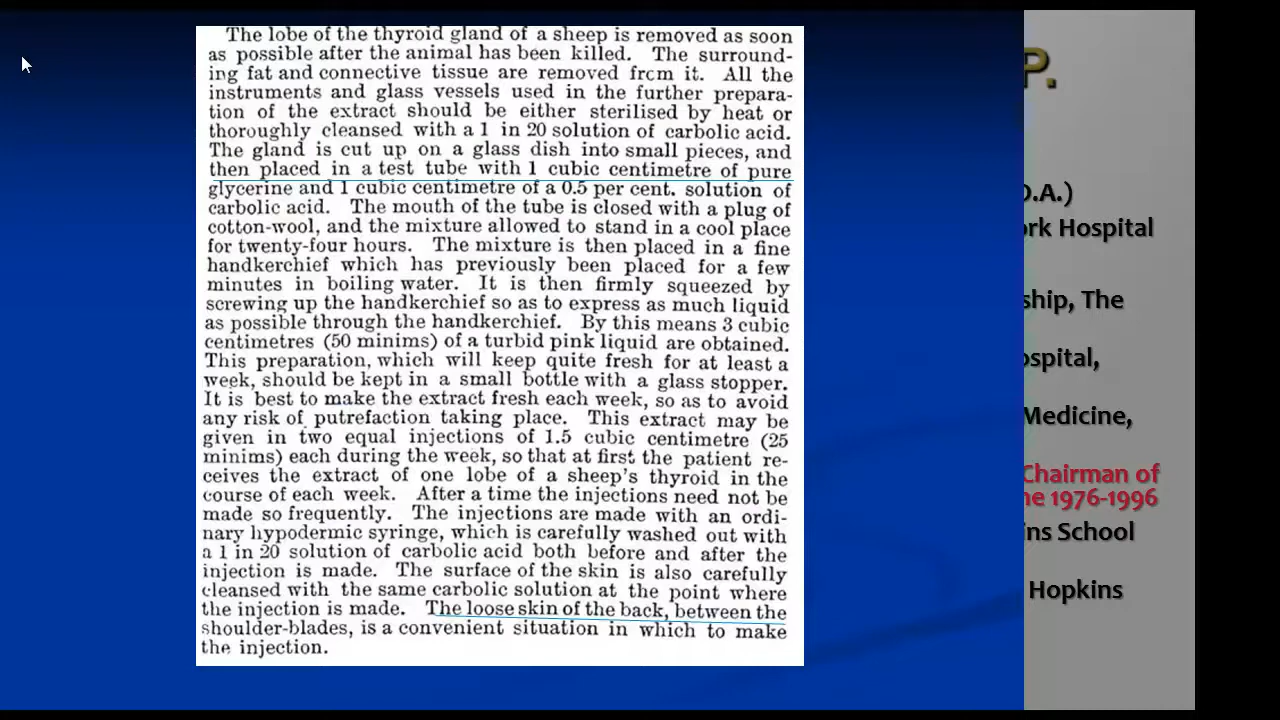 The lobe of the thyroid gland of a sheep is removed as soon
as possible after the animal has been killed. The surround-
ing fat and connective tissue are removed frcm it. All the
instruments and glass vessels used in the further prepara-
tion of the extract should be either sterilised by heat or
thoroughly cleansed with a 1 in 20 solution of carbolic acid.
The gland is cut up on a glass dish into small pieces, and
then placed in a test tube with 1 cubic centimetre of pure
glycerine and 1 cubic centimetre of a 0.5 per cent. solution of
carbolic acid. The mouth of the tube is closed with a plug of
cotton-wool, and the mixture allowed to stand in a cool place
for twenty-four hours. The mixture is then placed in a fine
handkerchief which has previously been placed for a few
minutes in boiling water. It is then firmly squeezed by
screwing up the handkerchief so as to express as much liquid
as possible through the handkerchief. By this means 3 cubic
centimetres (50 minims) of a turbid pink liquid are obtained.
This preparation, which will keep quite fresh for at least a
week, should be kept in a small bottle with a glass stopper.
It is best to make the extract fresh each week, so as to avoid
any risk of putrefaction taking place. This extract may be
given in two equal injections of 1.5 cubic centimetre (25
minims) each during the week, so that at first the patient re-
ceives the extract of one lobe of a sheep's thyroid in the
course of each week. After a time the injections need not be
made so frequently. The injections are made with an ordi-
nary hypodermic syringe, which is carefully washed out with
a 1 in 20 solution of carbolic acid both before and after the
injection is made. The surface of the skin is also carefully
cleansed with the same carbolic solution at the point where
the injection is made. The loose skin of the back, between the
shoulder-blades, is a convenient situation in which to make
the injection.
P.
O.A.)
ork Hospital
ship, The
ospital,
Medicine,
Chairman of
ne 1976-1996
ins School
Hopkins